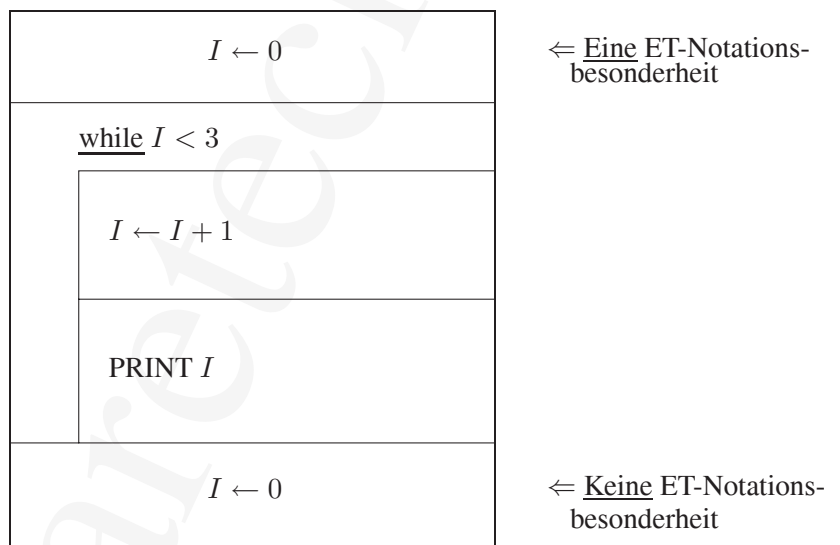 I ← 0
⇐ Eine ET-Notations-
besonderheit
while I < 3
I ← I + 1
PRINT I
I ← 0
⇐ Keine ET-Notations-
besonderheit